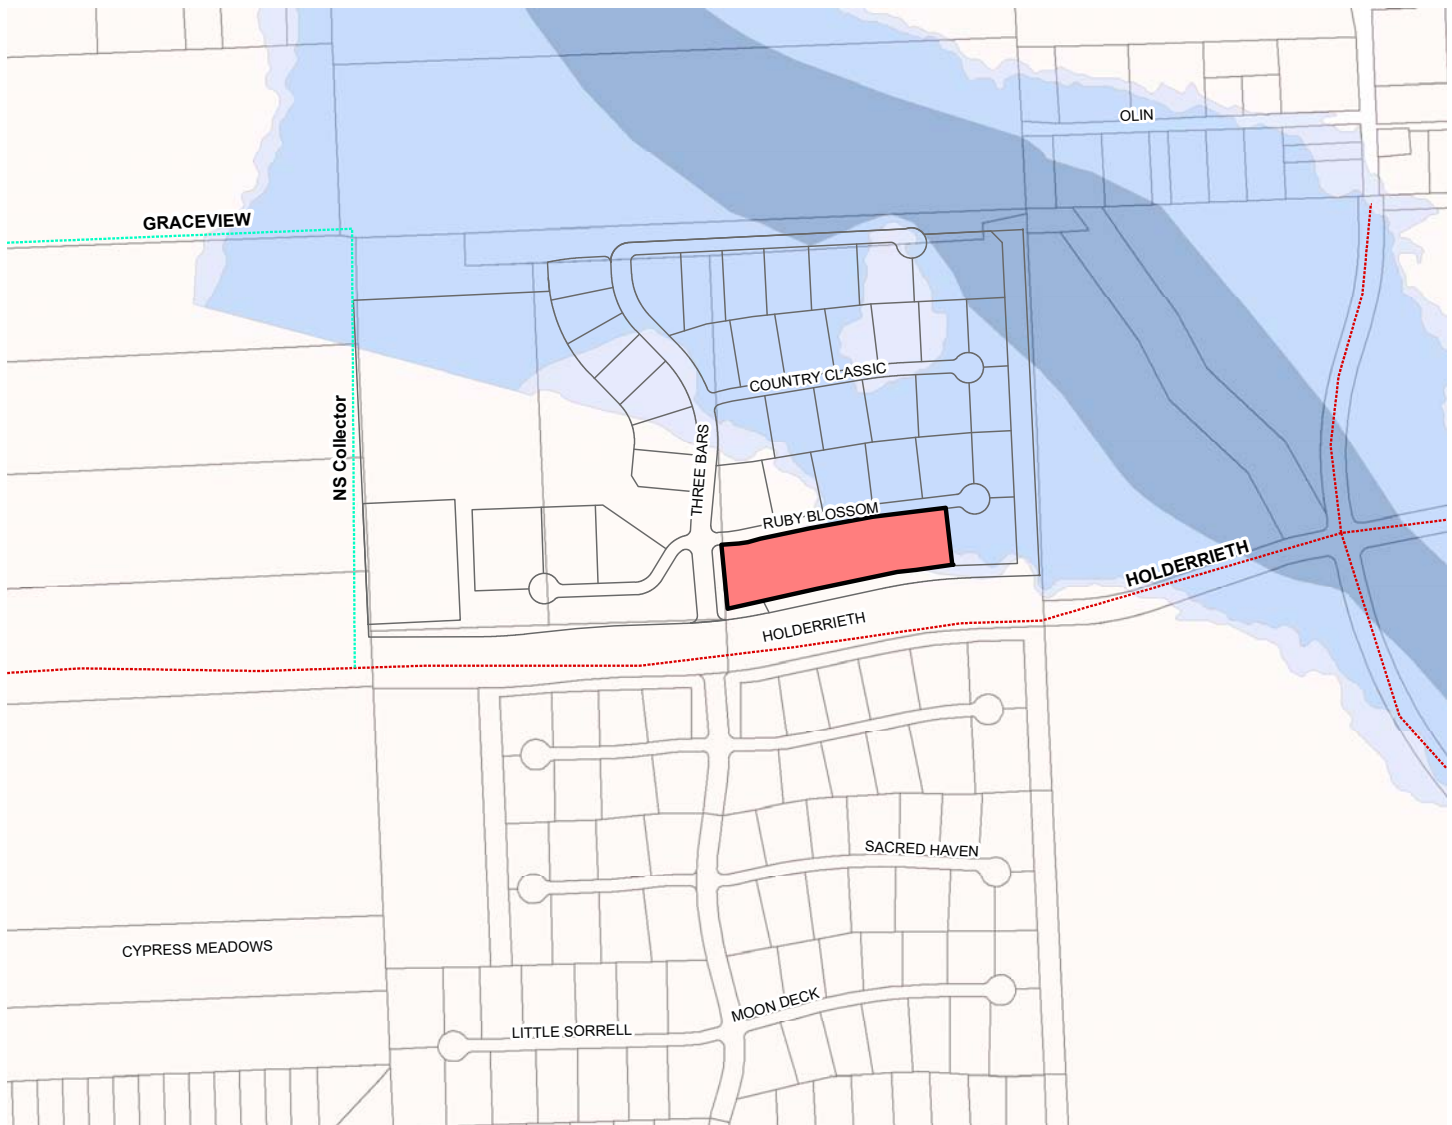 OLIN
GRACEVIEW
COUNTRY CLASSIC
NS Collector
THREE BARS
RUBY BLOSSOM
HOLDERRIETH
HOLDERRIETH
SACRED HAVEN
CYPRESS MEADOWS
MOON DECK
LITTLE SORRELL